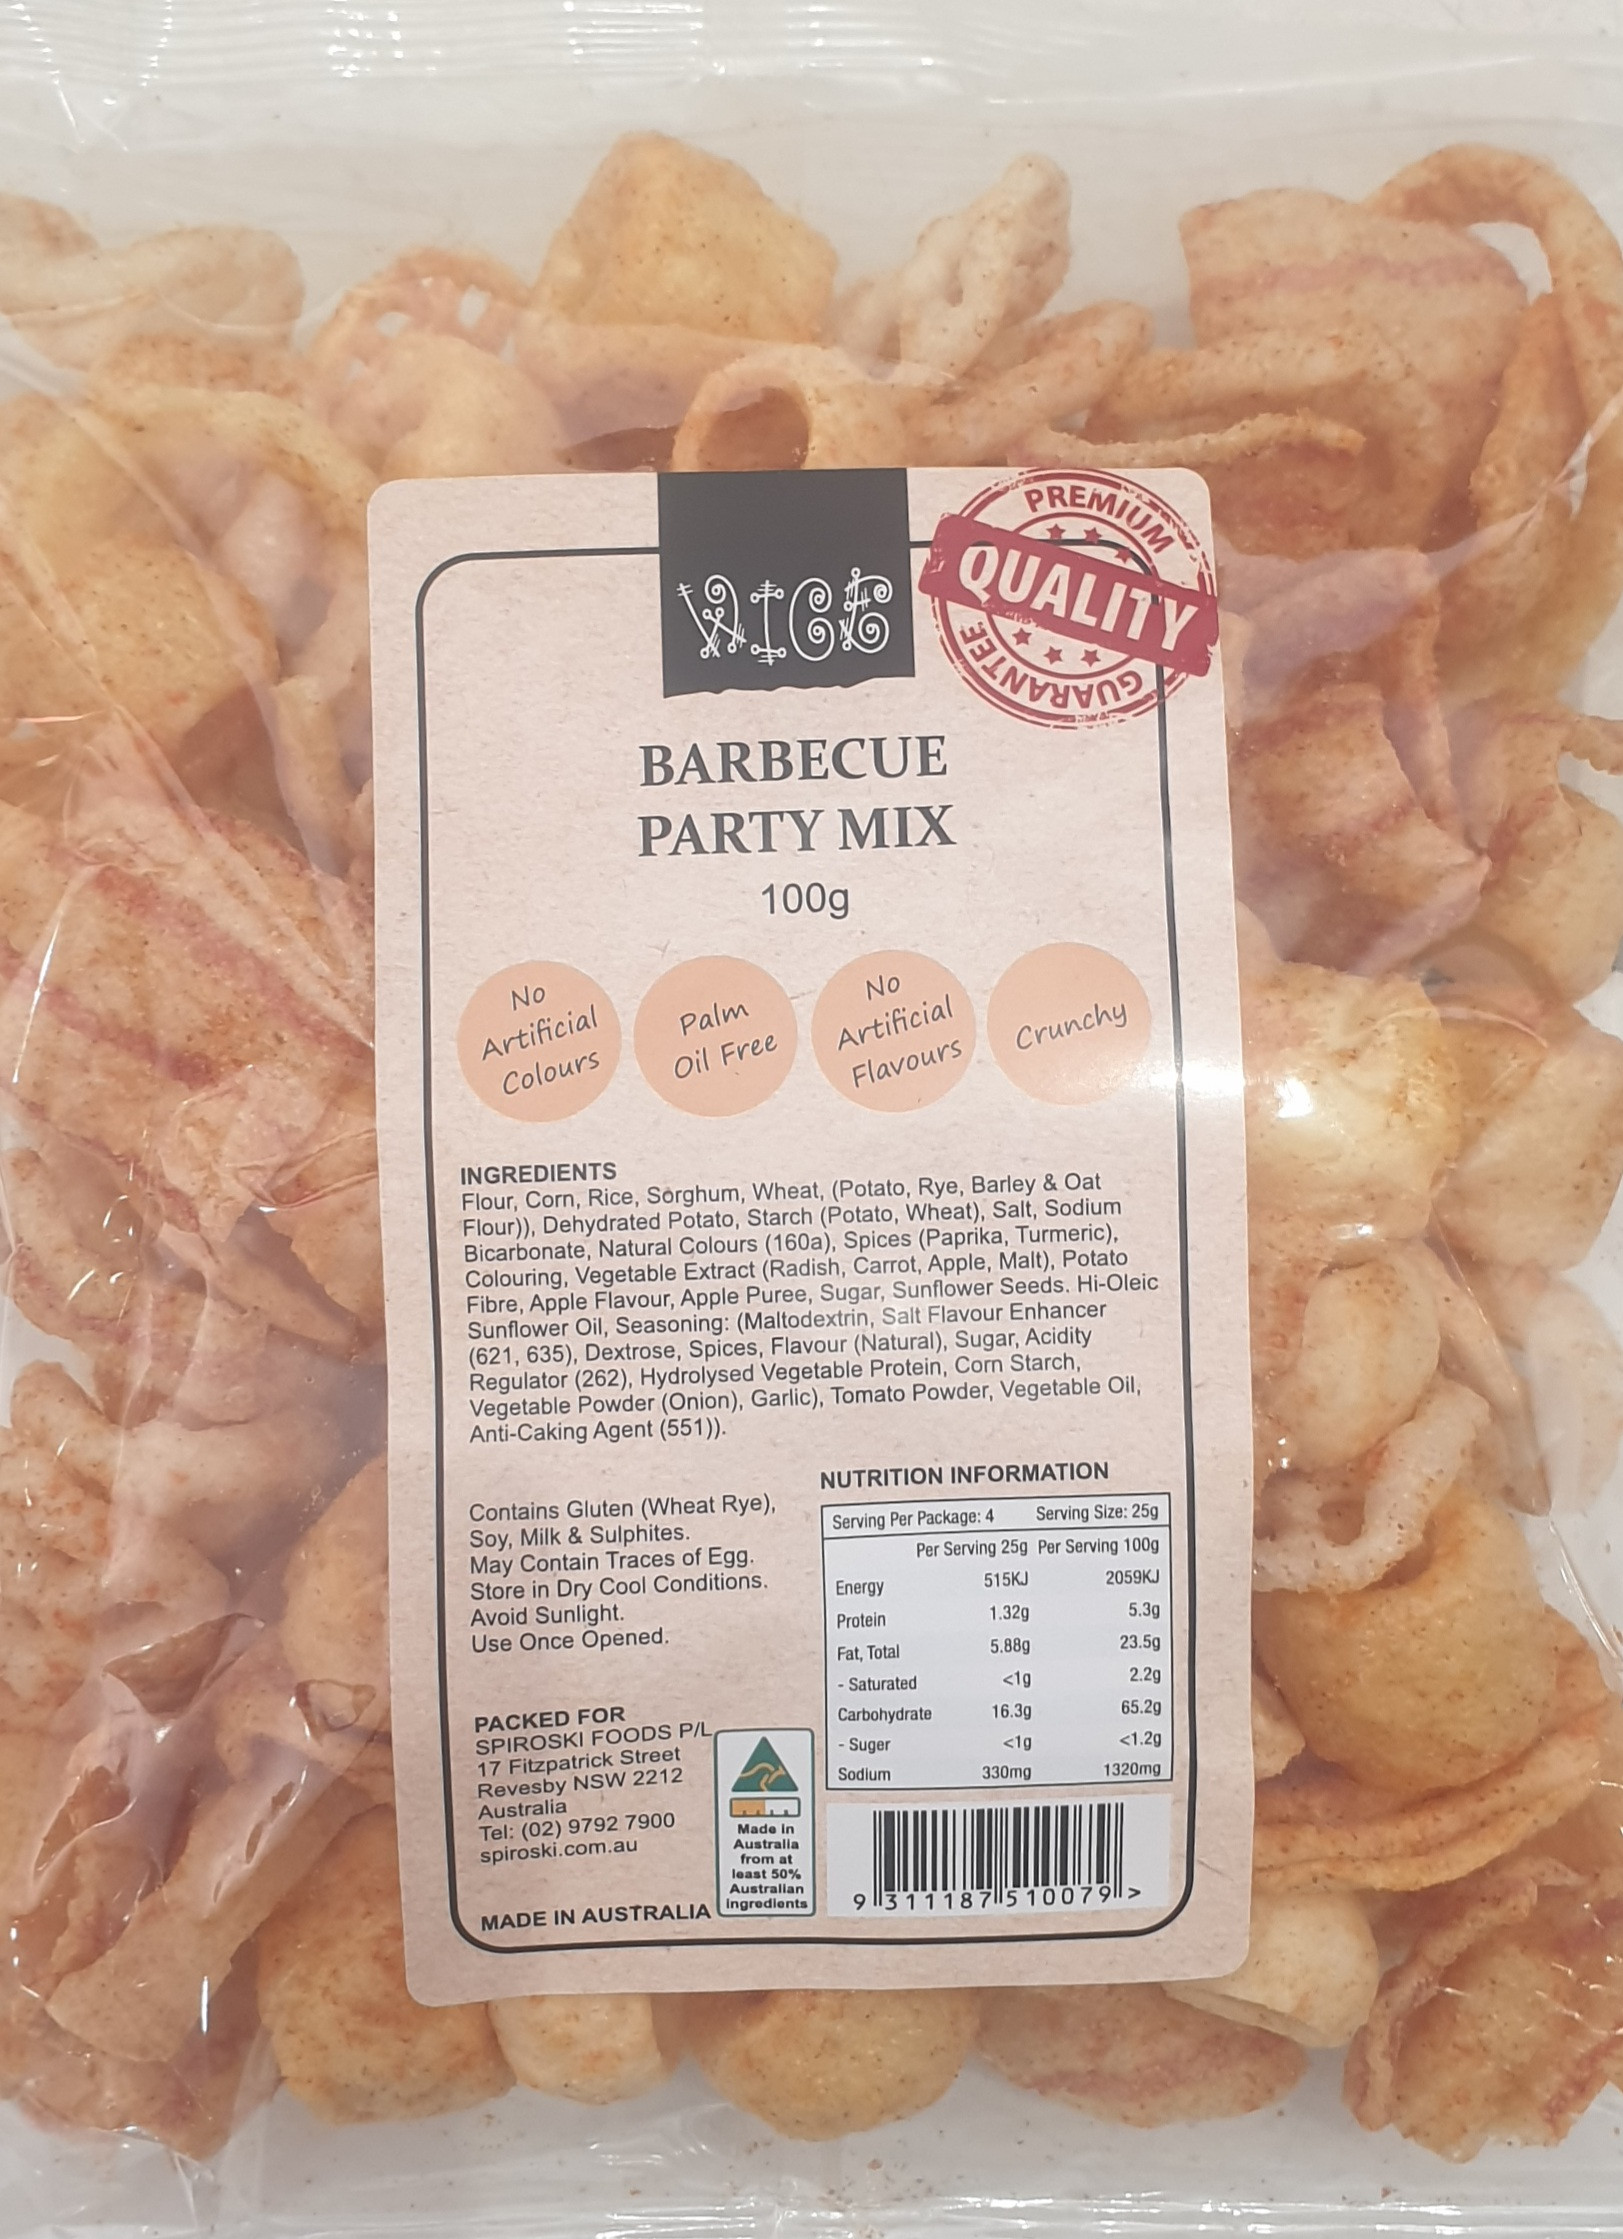 WICE
PREMIUM
QUALITY
GUARANTEE
BARBECUE
PARTY MIX
100g
No
Artificial
Colours
Palm
Oil Free
No
Artificial
Flavours
Crunchy
INGREDIENTS
Flour, Corn, Rice, Sorghum, Wheat, (Potato, Rye, Barley & Oat
Flour)), Dehydrated Potato, Starch (Potato, Wheat), Salt, Sodium
Bicarbonate, Natural Colours (160a), Spices (Paprika, Turmeric),
Colouring, Vegetable Extract (Radish, Carrot, Apple, Malt), Potato
Fibre, Apple Flavour, Apple Puree, Sugar, Sunflower Seeds. Hi-Oleic
Sunflower Oil, Seasoning: (Maltodextrin, Salt Flavour Enhancer
(621, 635), Dextrose, Spices, Flavour (Natural), Sugar, Acidity
Regulator (262), Hydrolysed Vegetable Protein, Corn Starch,
Vegetable Powder (Onion), Garlic), Tomato Powder, Vegetable Oil,
Anti-Caking Agent (551)).
Contains Gluten (Wheat Rye),
Soy, Milk & Sulphites.
May Contain Traces of Egg.
Store in Dry Cool Conditions.
Avoid Sunlight.
Use Once Opened.
NUTRITION INFORMATION
Serving Per Package: 4 Serving Size: 25g
Per Serving 25g Per Serving 100g
Energy 515KJ 2059KJ
Protein 1.32g 5.3g
Fat, Total 5.88g 23.5g
- Saturated <1g 2.2g
Carbohydrate 16.3g 65.2g
- Suger <1g <1.2g
Sodium 330mg 1320mg
PACKED FOR
SPIROSKI FOODS P/L
17 Fitzpatrick Street
Revesby NSW 2212
Australia
Tel: (02) 9792 7900
spiroski.com.au
MADE IN AUSTRALIA
Made in
Australia
from at
least 50%
Australian
ingredients
9 311187 510079 >